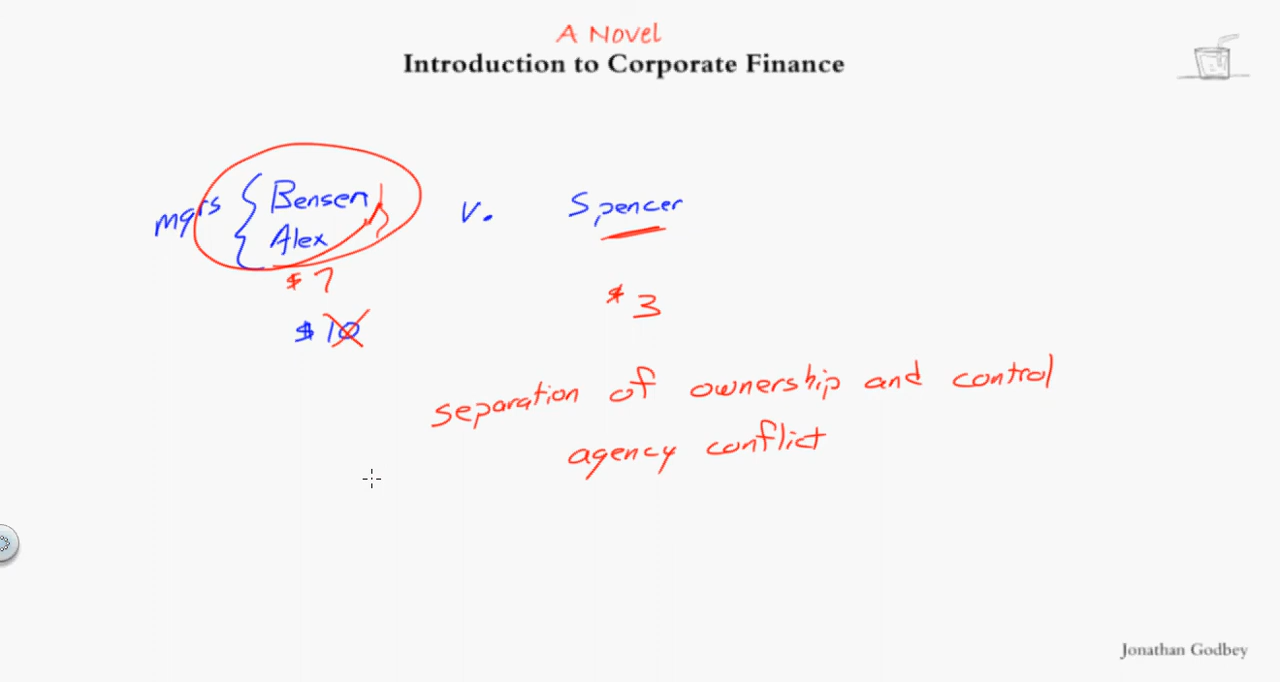 A Novel
Introduction to Corporate Finance
mgrs { Bensen } v. Spencer
Alex
$7
$3
$10
separation of ownership and control
agency conflict
Jonathan Godbey